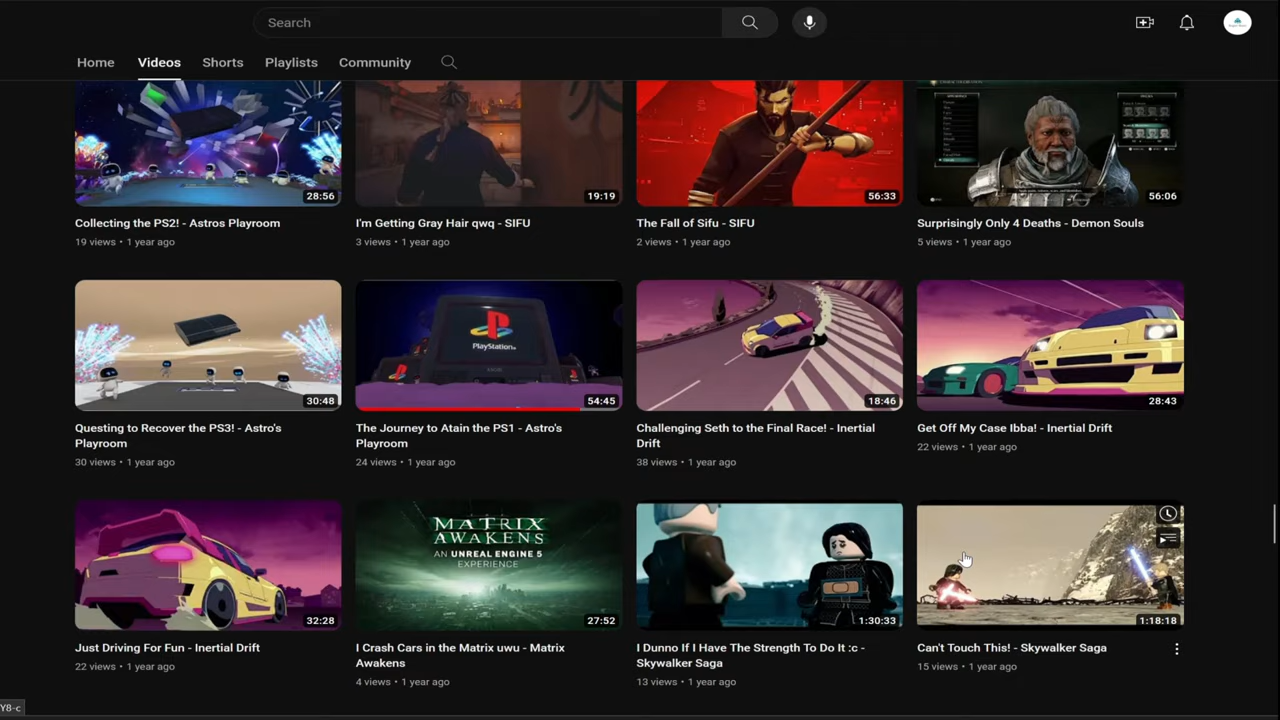 Search
Home
Videos
Shorts
Playlists
Community
28:56
19:19
56:33
56:06
Collecting the PS2! - Astros Playroom
19 views • 1 year ago
I'm Getting Gray Hair qwq - SIFU
3 views • 1 year ago
The Fall of Sifu - SIFU
2 views • 1 year ago
Surprisingly Only 4 Deaths - Demon Souls
5 views • 1 year ago
PlayStation
30:48
54:45
18:46
28:43
Questing to Recover the PS3! - Astro's
Playroom
30 views • 1 year ago
The Journey to Atain the PS1 - Astro's
Playroom
24 views • 1 year ago
Challenging Seth to the Final Race! - Inertial
Drift
38 views • 1 year ago
Get Off My Case Ibba! - Inertial Drift
22 views • 1 year ago
MATRIX
AWAKENS
AN UNREAL ENGINE 5
EXPERIENCE
32:28
27:52
1:30:33
1:18:18
Just Driving For Fun - Inertial Drift
22 views • 1 year ago
I Crash Cars in the Matrix uwu - Matrix
Awakens
4 views • 1 year ago
I Dunno If I Have The Strength To Do It :c -
Skywalker Saga
13 views • 1 year ago
Can't Touch This! - Skywalker Saga
15 views • 1 year ago
Y8-c